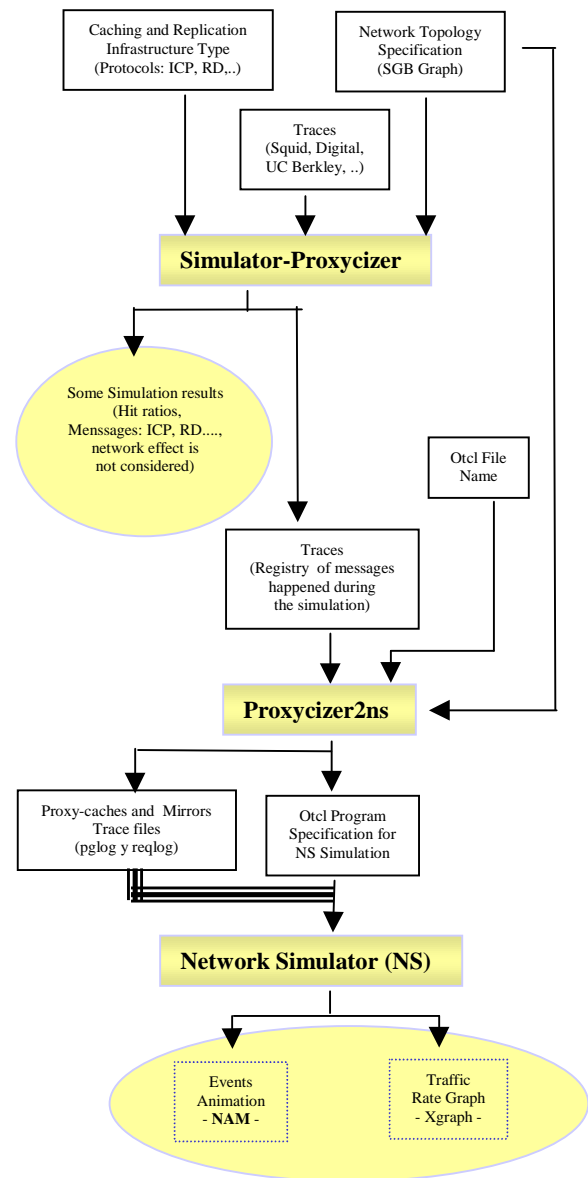 Caching and Replication
Infrastructure Type
(Protocols: ICP, RD,..)
Network Topology
Specification
(SGB Graph)
Traces
(Squid, Digital,
UC Berkley, ..)
Simulator-Proxycizer
Some Simulation results
(Hit ratios,
Menssages: ICP, RD....,
network effect is
not considered)
Otcl File
Name
Traces
(Registry of messages
happened during
the simulation)
Proxycizer2ns
Proxy-caches and Mirrors
Trace files
(pglog y reqlog)
Otcl Program
Specification for
NS Simulation
Network Simulator (NS)
Events
Animation
- NAM -
Traffic
Rate Graph
- Xgraph -